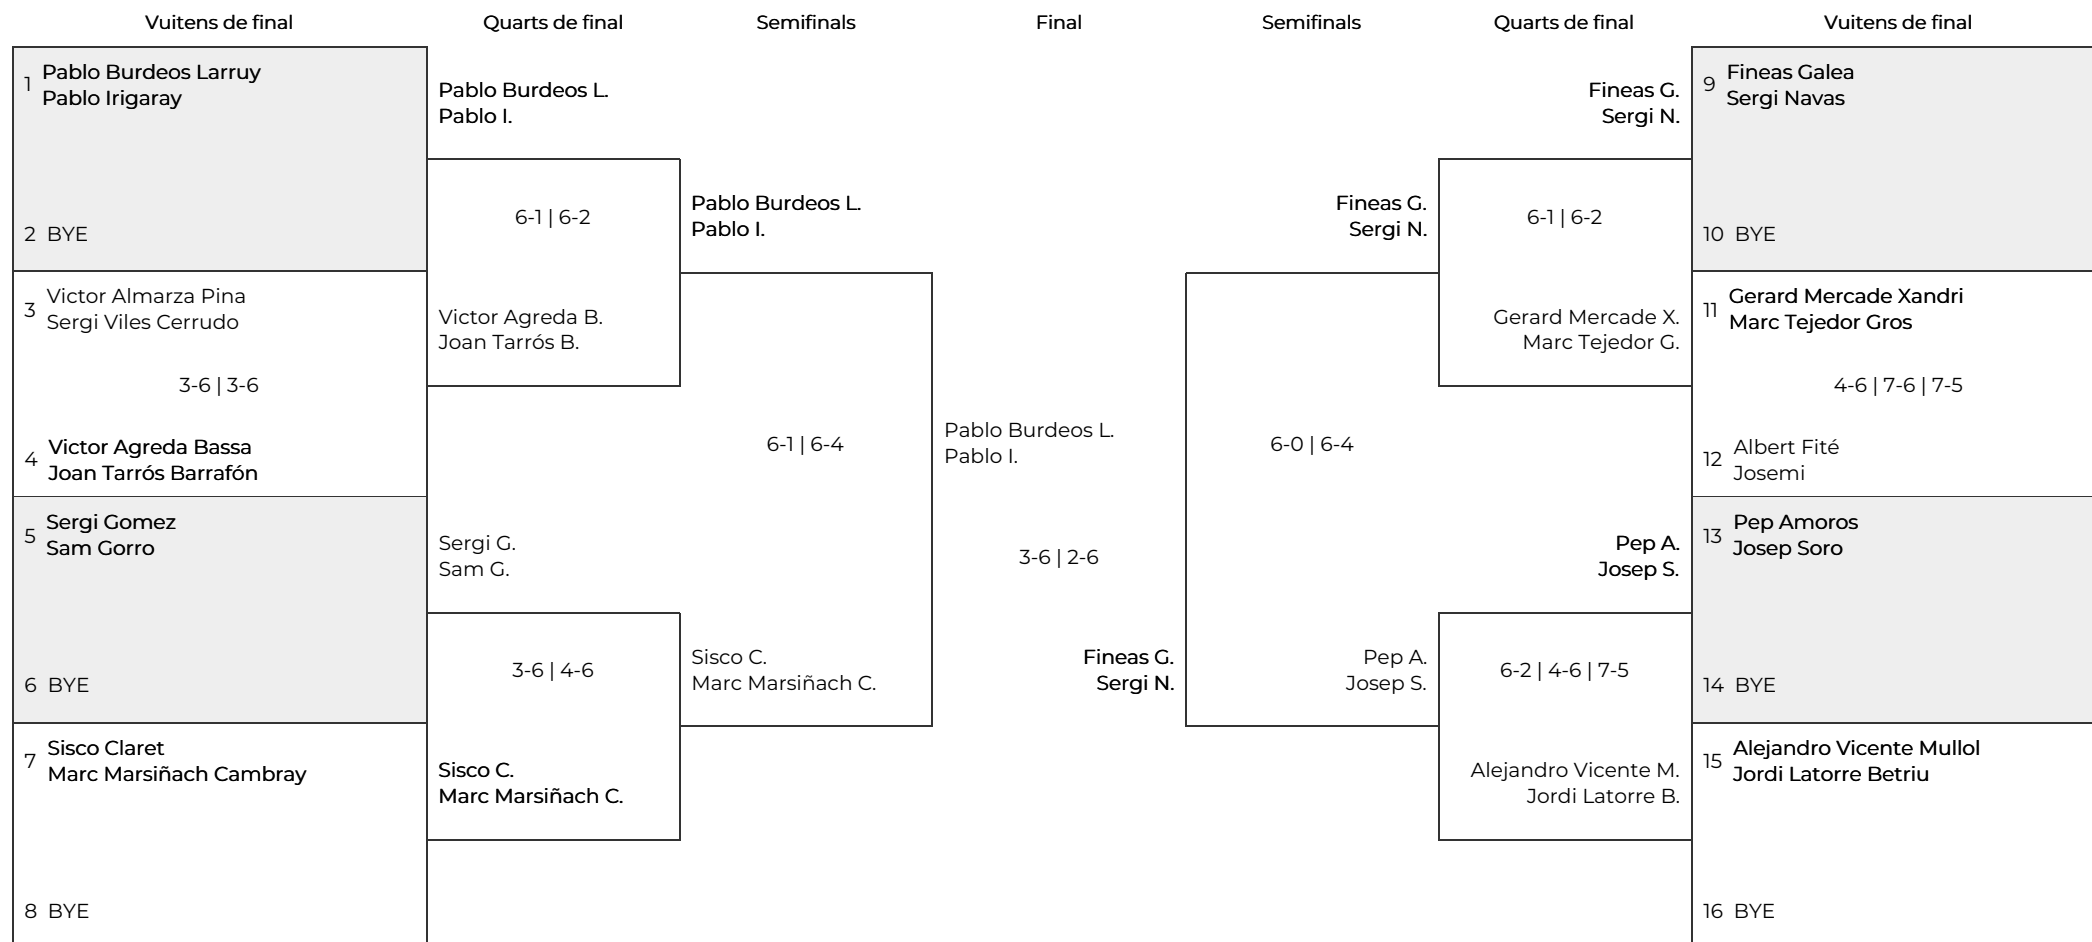 Vuitens de final
Quarts de final
Semifinals
Final
Semifinals
Quarts de final
Vuitens de final
1
Pablo Burdeos Larruy
Pablo Irigaray
2 BYE
3
Victor Almarza Pina
Sergi Viles Cerrudo
3-6 | 3-6
4
Victor Agreda Bassa
Joan Tarrós Barrafón
5
Sergi Gomez
Sam Gorro
6 BYE
7
Sisco Claret
Marc Marsiñach Cambray
8 BYE
Pablo Burdeos L.
Pablo I.
6-1 | 6-2
Victor Agreda B.
Joan Tarrós B.
Sergi G.
Sam G.
3-6 | 4-6
Sisco C.
Marc Marsiñach C.
Pablo Burdeos L.
Pablo I.
6-1 | 6-4
Sisco C.
Marc Marsiñach C.
Pablo Burdeos L.
Pablo I.
3-6 | 2-6
Fineas G.
Sergi N.
Fineas G.
Sergi N.
6-0 | 6-4
Pep A.
Josep S.
Fineas G.
Sergi N.
6-1 | 6-2
Gerard Mercade X.
Marc Tejedor G.
Pep A.
Josep S.
6-2 | 4-6 | 7-5
Alejandro Vicente M.
Jordi Latorre B.
9
Fineas Galea
Sergi Navas
10 BYE
11
Gerard Mercade Xandri
Marc Tejedor Gros
4-6 | 7-6 | 7-5
12
Albert Fité
Josemi
13
Pep Amoros
Josep Soro
14 BYE
15
Alejandro Vicente Mullol
Jordi Latorre Betriu
16 BYE